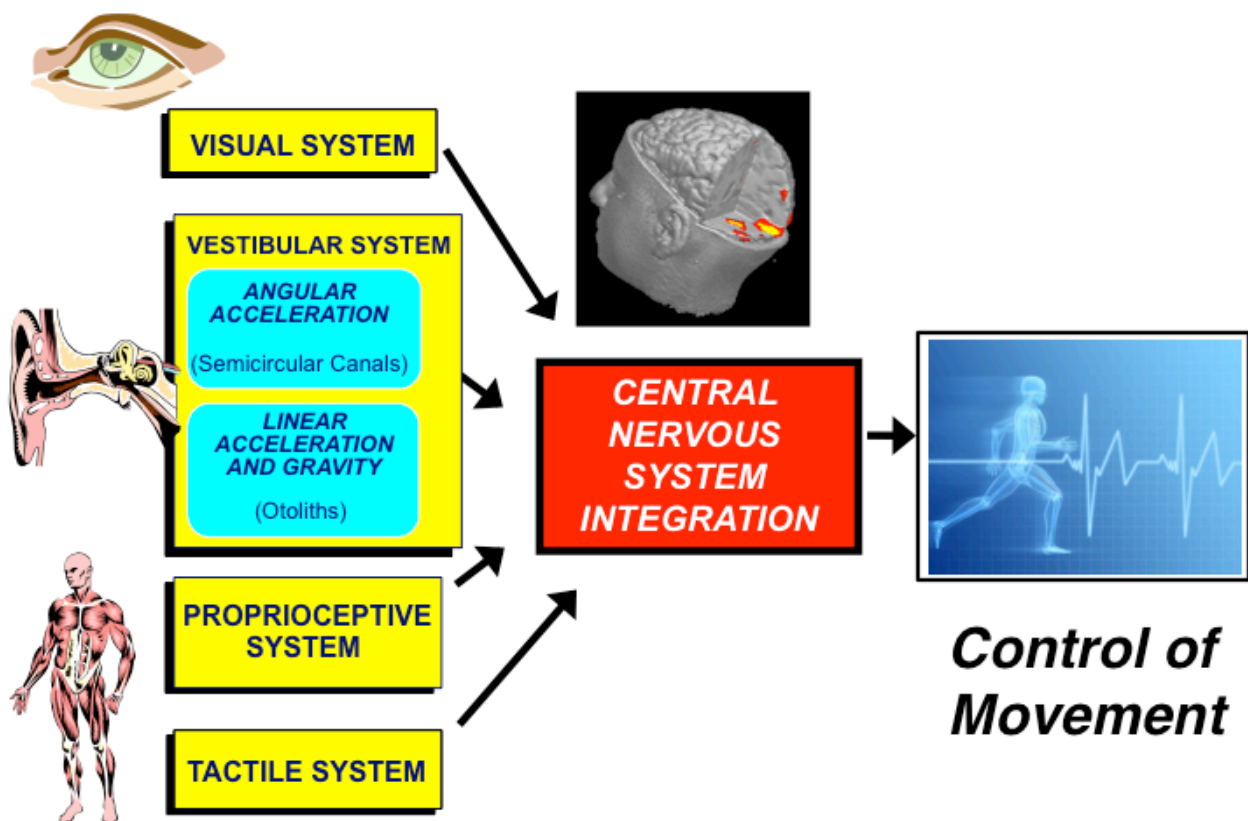 VISUAL SYSTEM
VESTIBULAR SYSTEM
ANGULAR
ACCELERATION
(Semicircular Canals)
LINEAR
ACCELERATION
AND GRAVITY
(Otoliths)
PROPRIOCEPTIVE
SYSTEM
TACTILE SYSTEM
CENTRAL
NERVOUS
SYSTEM
INTEGRATION
Control of
Movement